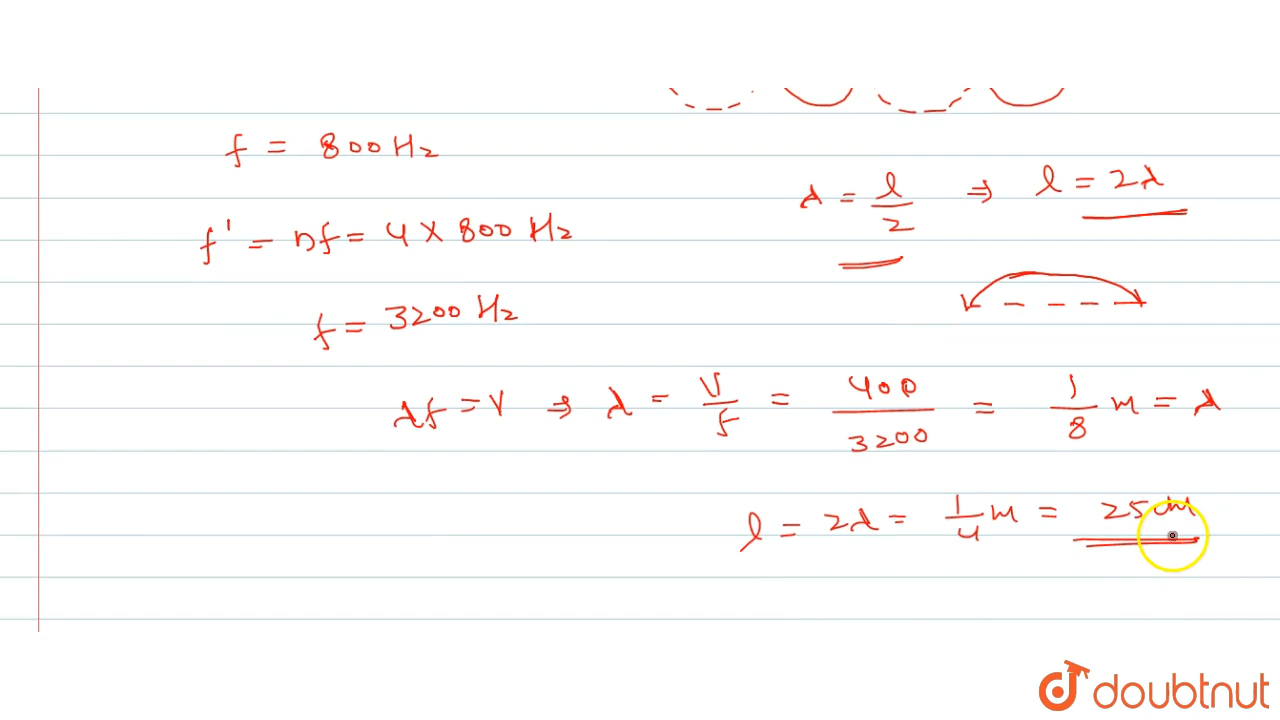 f = 800 Hz
λ = l/2 ⇒ l = 2λ
f' = nf = 4 × 800 Hz
f = 3200 Hz
λf = V ⇒ λ = V/f = 400/3200 = 1/8 m = λ
l = 2λ = 1/4 m = 25 cm
doubtnut